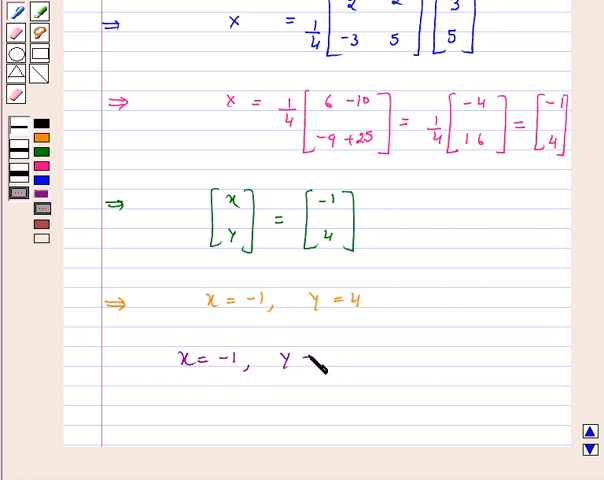 ⇒ x = 1/4 [2 2; -3 5] [3; 5]
⇒ x = 1/4 [6 -10; -9 +25] = 1/4 [-4; 16] = [-1; 4]
⇒ [x; y] = [-1; 4]
⇒ x = -1, y = 4
x = -1, y -